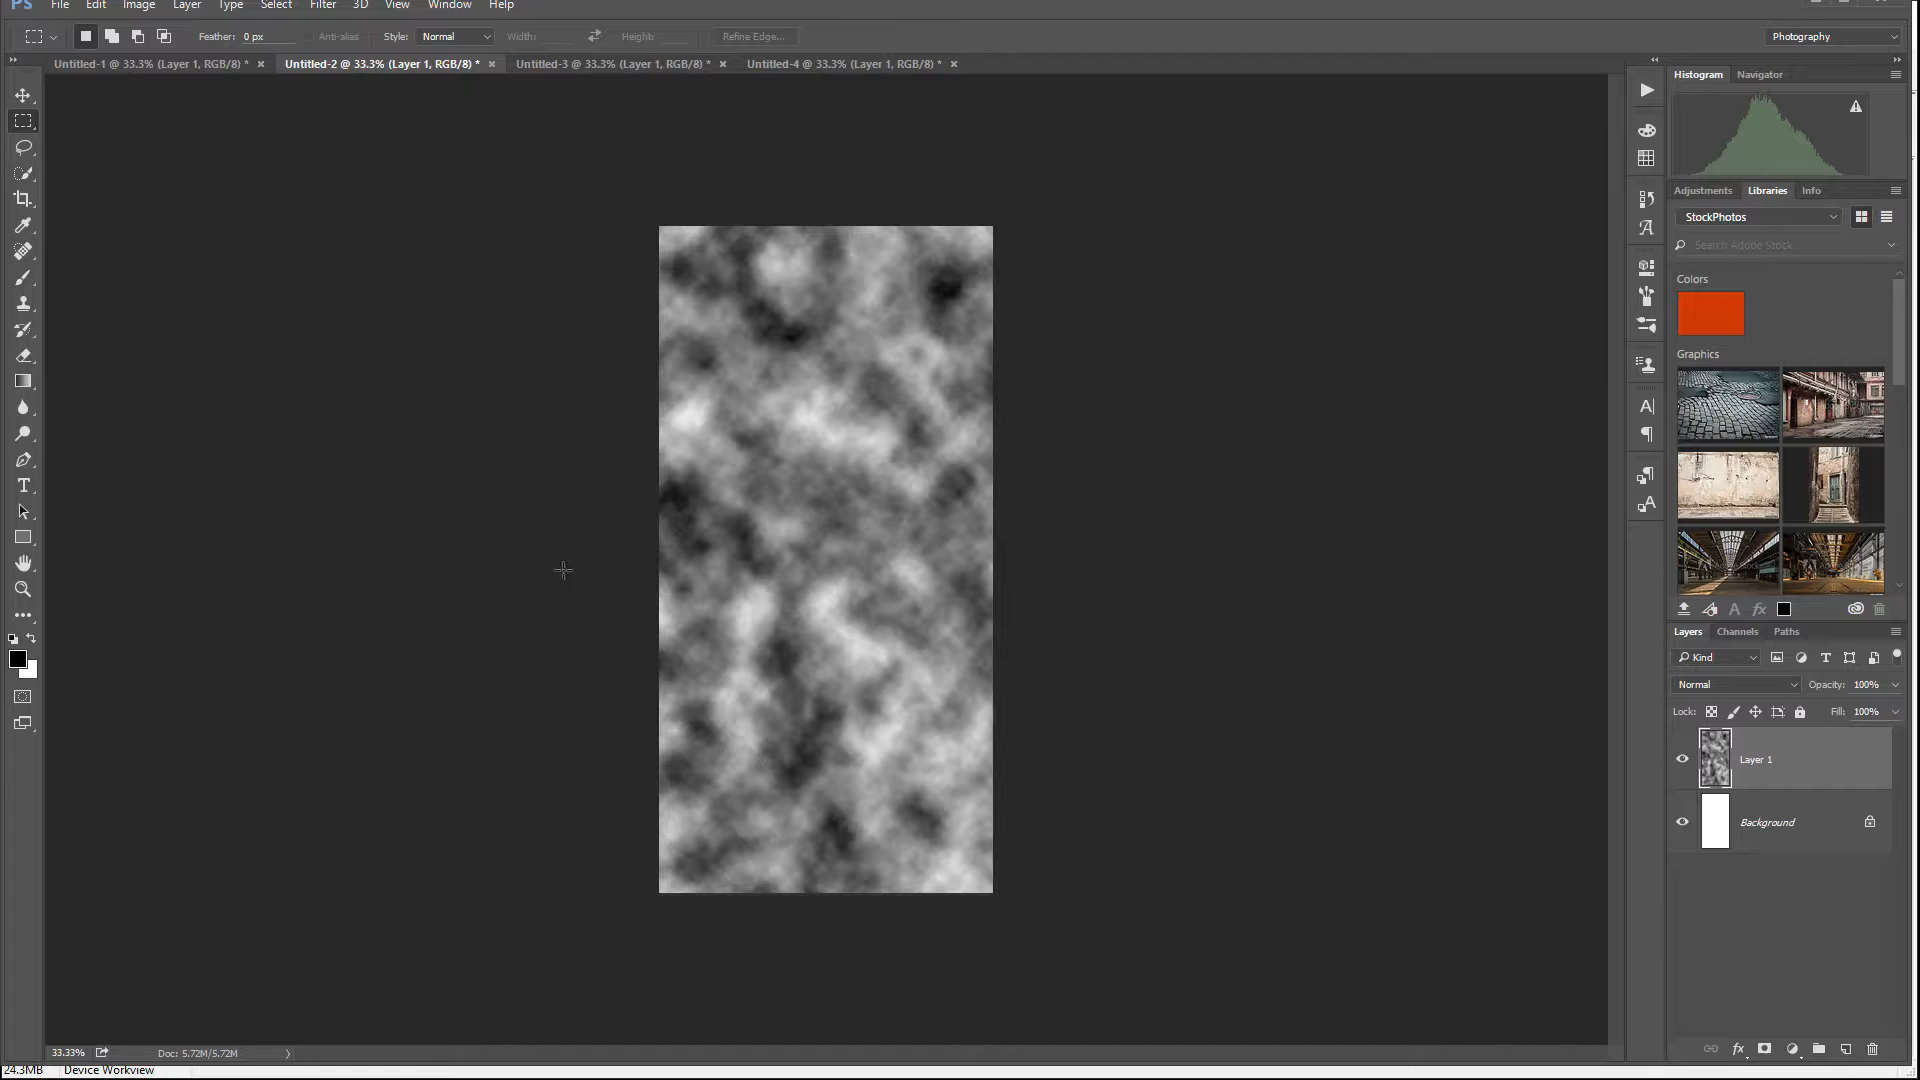 PS File Edit Image Layer Type Select Filter 3D View Window Help
Feather: 0 px Anti-alias Style: Normal Width: Height: Refine Edge... Photography
Untitled-1 @ 33.3% (Layer 1, RGB/8) * × Untitled-2 @ 33.3% (Layer 1, RGB/8) * × Untitled-3 @ 33.3% (Layer 1, RGB/8) * × Untitled-4 @ 33.3% (Layer 1, RGB/8) * ×
Histogram Navigator
Adjustments Libraries Info
StockPhotos
Search Adobe Stock
Colors
Graphics
Layers Channels Paths
Kind
Normal Opacity: 100%
Lock: Fill: 100%
Layer 1
Background
33.33% Doc: 5.72M/5.72M
24.3MB Device Workview